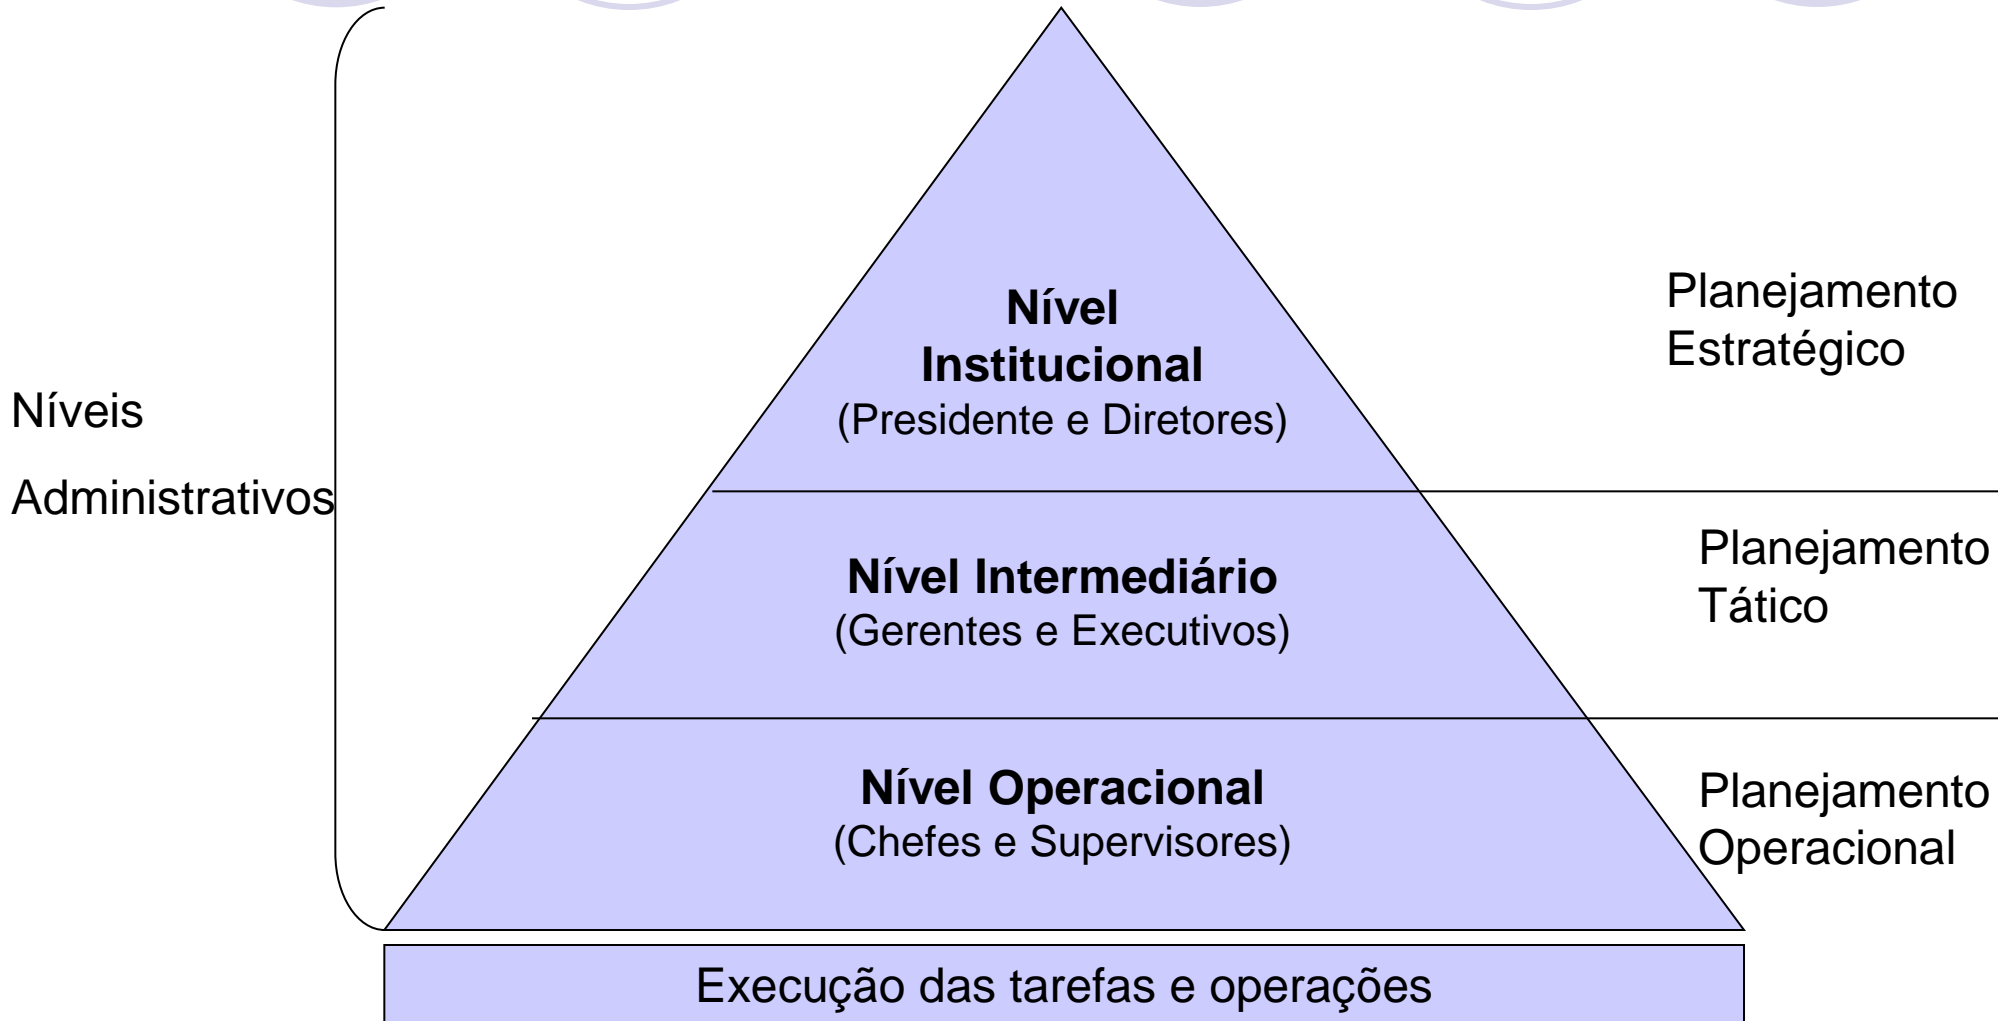 Níveis
Administrativos
Nível
Institucional
(Presidente e Diretores)
Planejamento
Estratégico
Nível Intermediário
(Gerentes e Executivos)
Planejamento
Tático
Nível Operacional
(Chefes e Supervisores)
Planejamento
Operacional
Execução das tarefas e operações